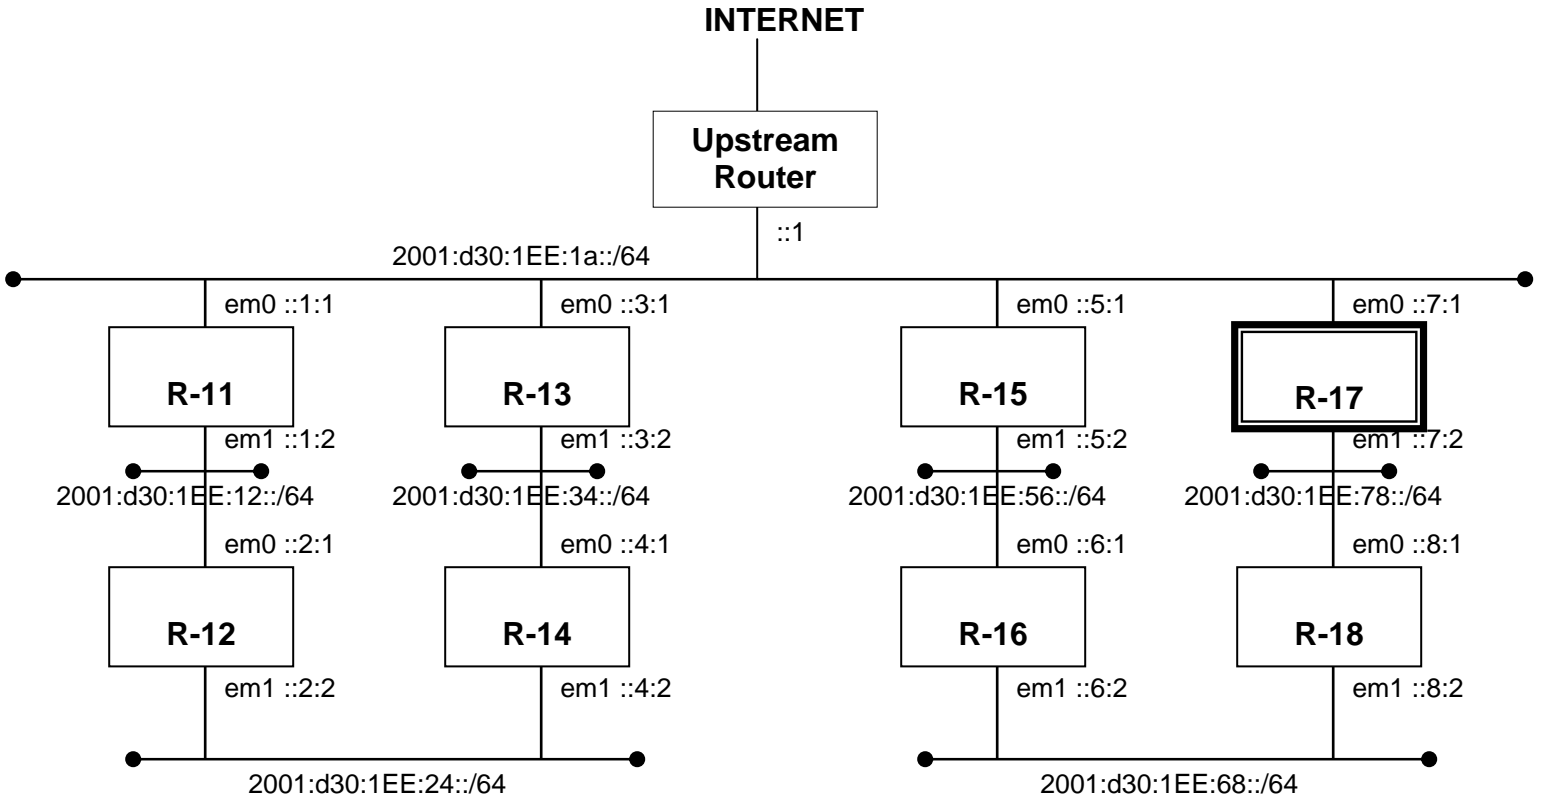 INTERNET
Upstream
Router
::1
2001:d30:1EE:1a::/64
em0 ::1:1
em0 ::3:1
em0 ::5:1
em0 ::7:1
R-11
R-13
R-15
R-17
em1 ::1:2
em1 ::3:2
em1 ::5:2
em1 ::7:2
2001:d30:1EE:12::/64
2001:d30:1EE:34::/64
2001:d30:1EE:56::/64
2001:d30:1EE:78::/64
em0 ::2:1
em0 ::4:1
em0 ::6:1
em0 ::8:1
R-12
R-14
R-16
R-18
em1 ::2:2
em1 ::4:2
em1 ::6:2
em1 ::8:2
2001:d30:1EE:24::/64
2001:d30:1EE:68::/64